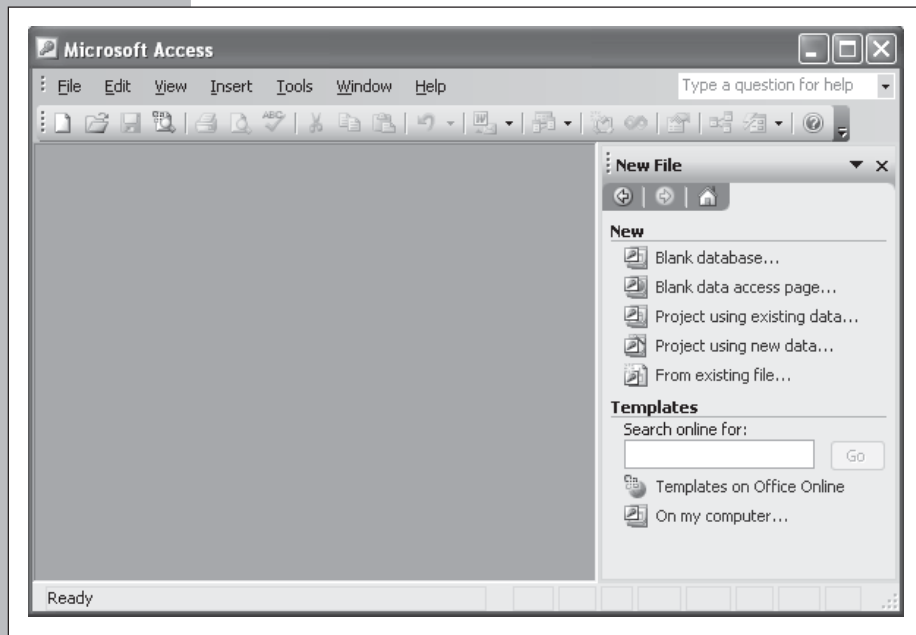 Microsoft Access
File Edit View Insert Tools Window Help
Type a question for help
ABC
New File
New
Blank database...
Blank data access page...
Project using existing data...
Project using new data...
From existing file...
Templates
Search online for:
Go
Templates on Office Online
On my computer...
Ready